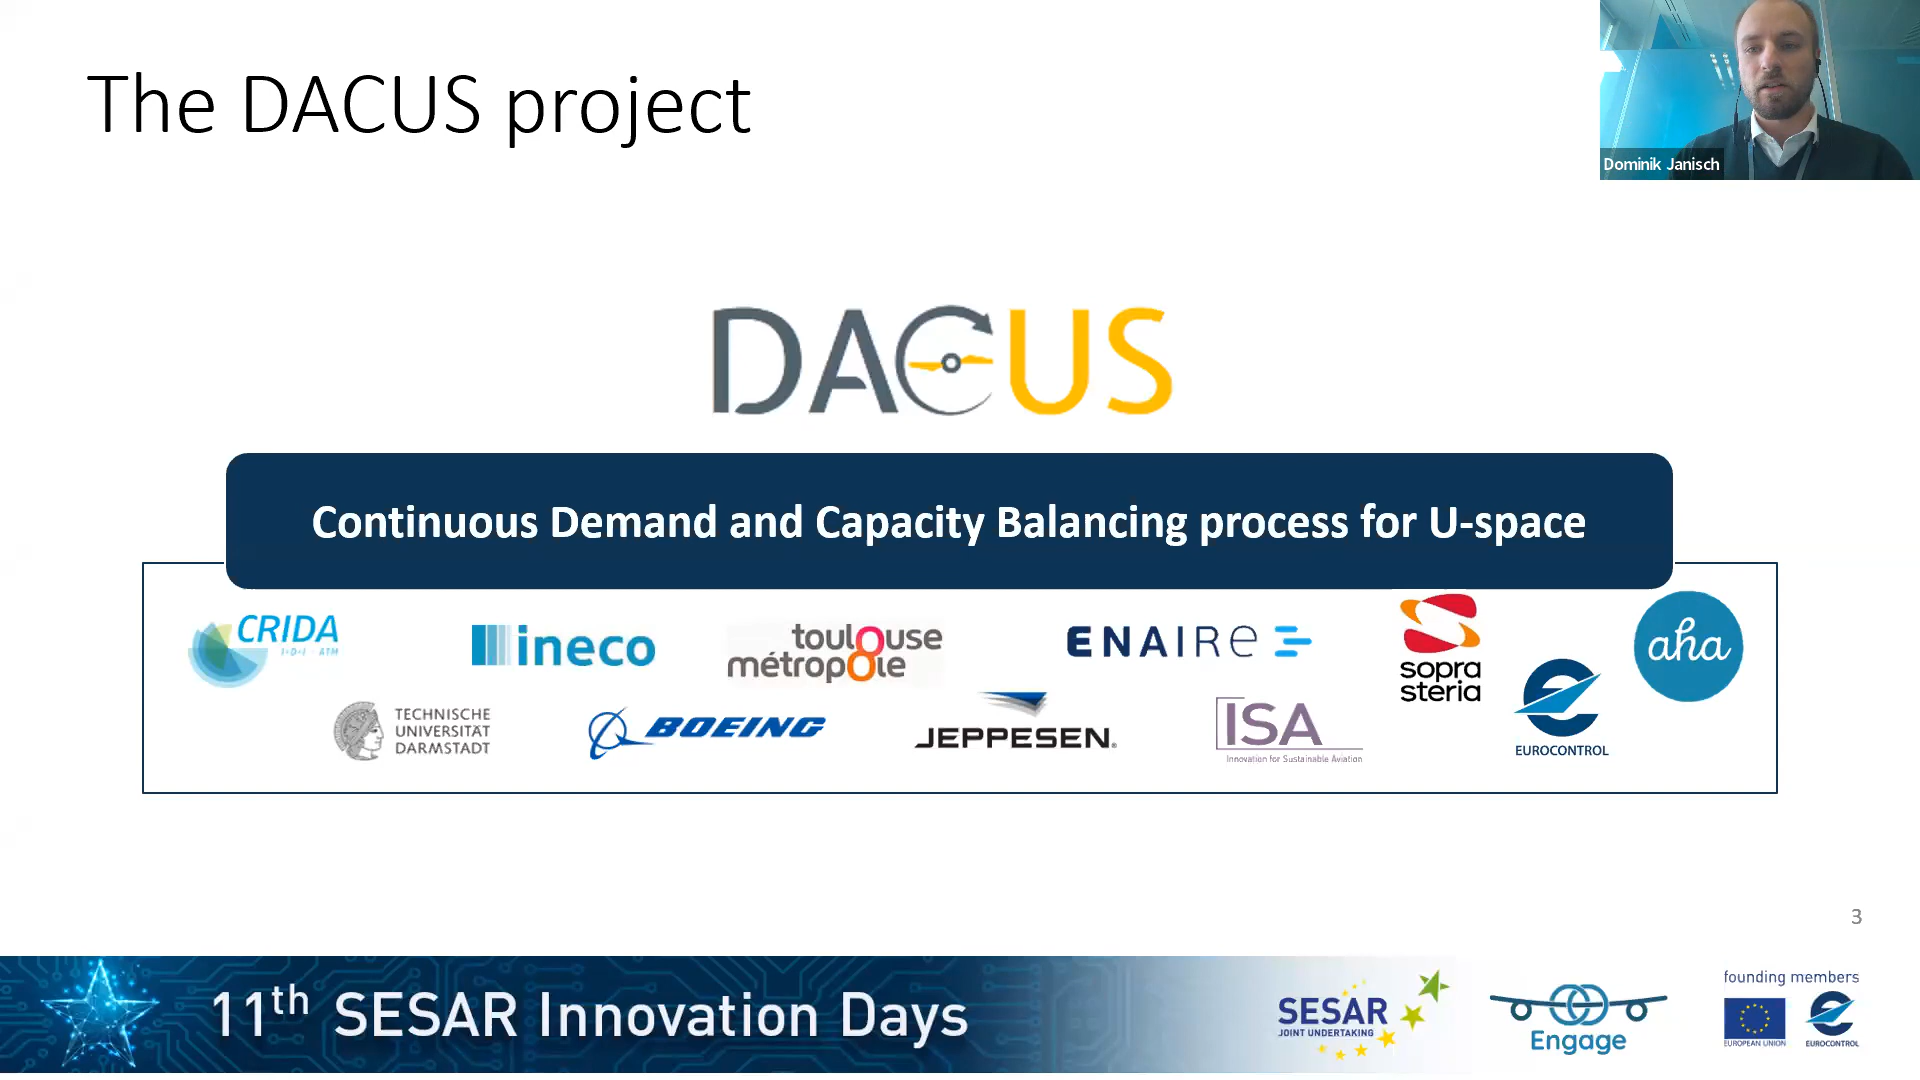 The DACUS project
Dominik Janisch
DACUS
Continuous Demand and Capacity Balancing process for U-space
CRIDA
I·D·I - ATM
ineco
toulouse
métropole
ENAIRe
sopra
steria
aha
TECHNISCHE
UNIVERSITÄT
DARMSTADT
BOEING
JEPPESEN®
ISA
Innovation for Sustainable Aviation
EUROCONTROL
3
11th SESAR Innovation Days
SESAR
JOINT UNDERTAKING
Engage
founding members
EUROPEAN UNION
EUROCONTROL